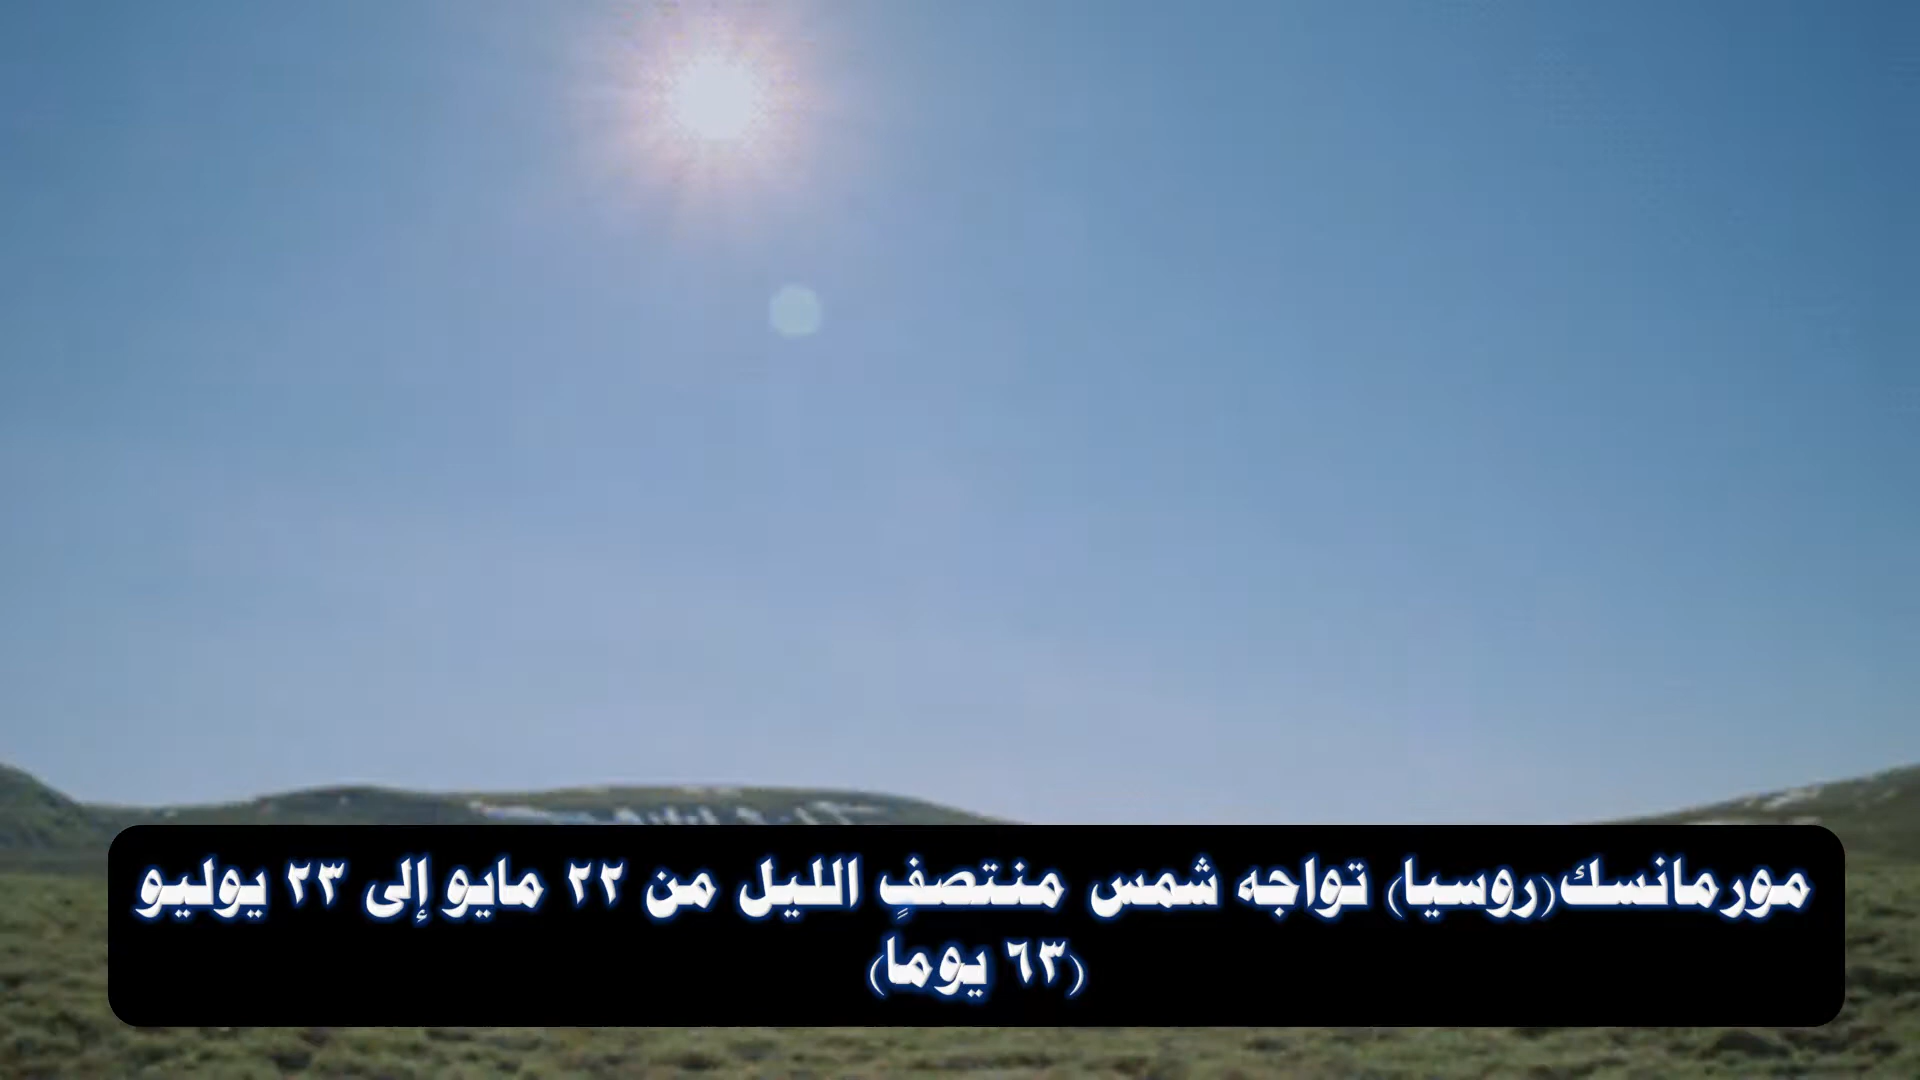 مورمانسك(روسيا) تواجه شمس منتصفٍ الليل من ٢٢ مايو إلى ٢٣ يوليو
(٦٣ يوماً)